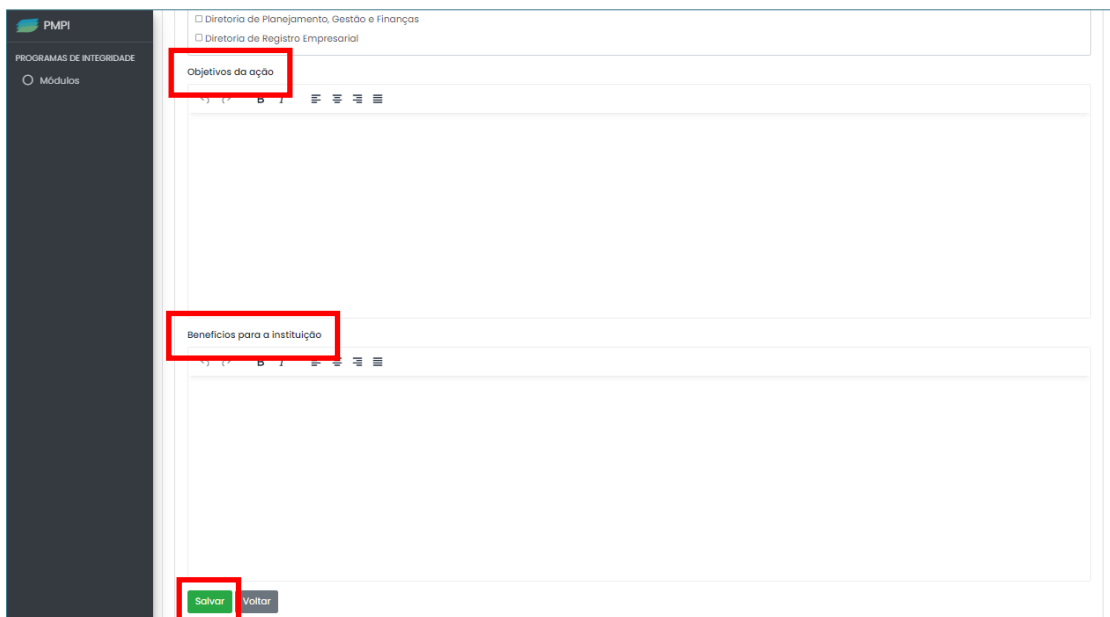 PMPI
PROGRAMAS DE INTEGRIDADE
Módulos
Diretoria de Planejamento, Gestão e Finanças
Diretoria de Registro Empresarial
Objetivos da ação
B I
Benefícios para a instituição
B I
Salvar Voltar